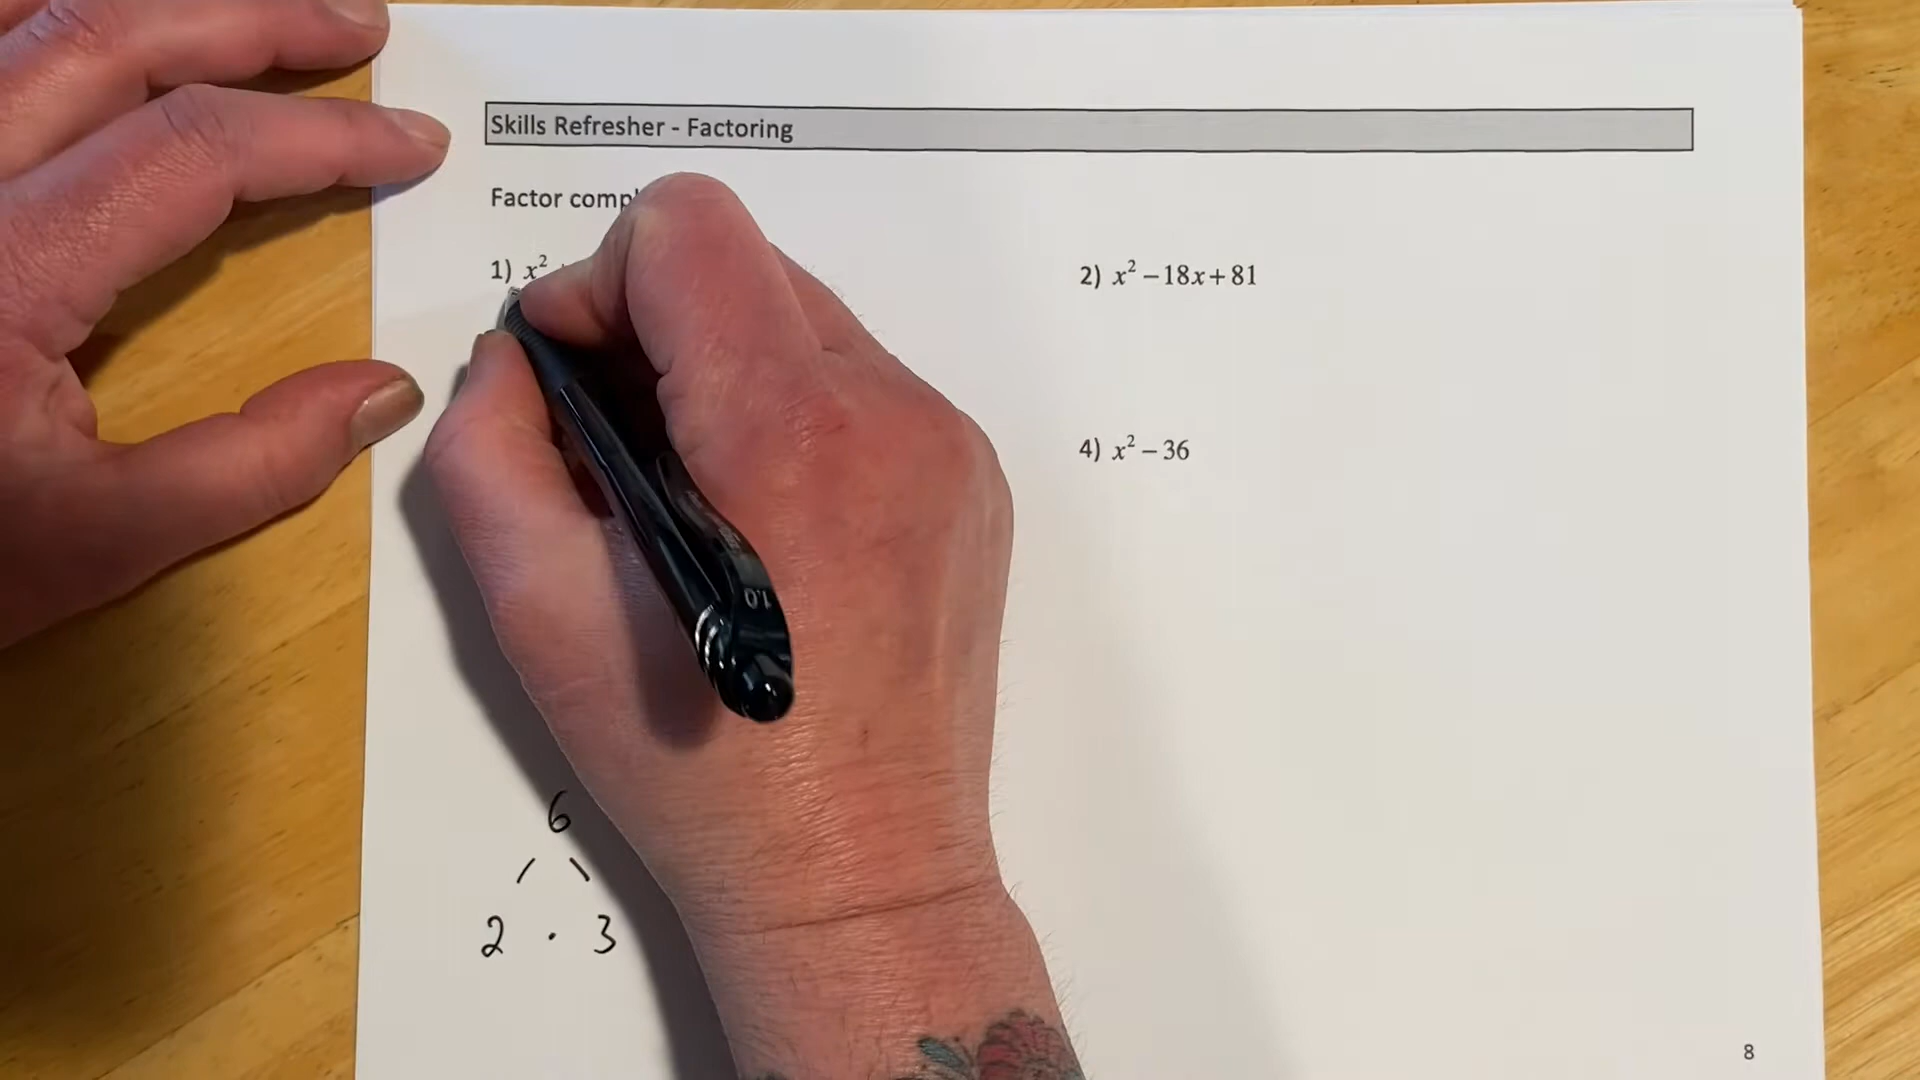 Skills Refresher - Factoring
Factor
1) x²
2) x² – 18x + 81
4) x² – 36
6
/ \
2 · 3
1.0
8